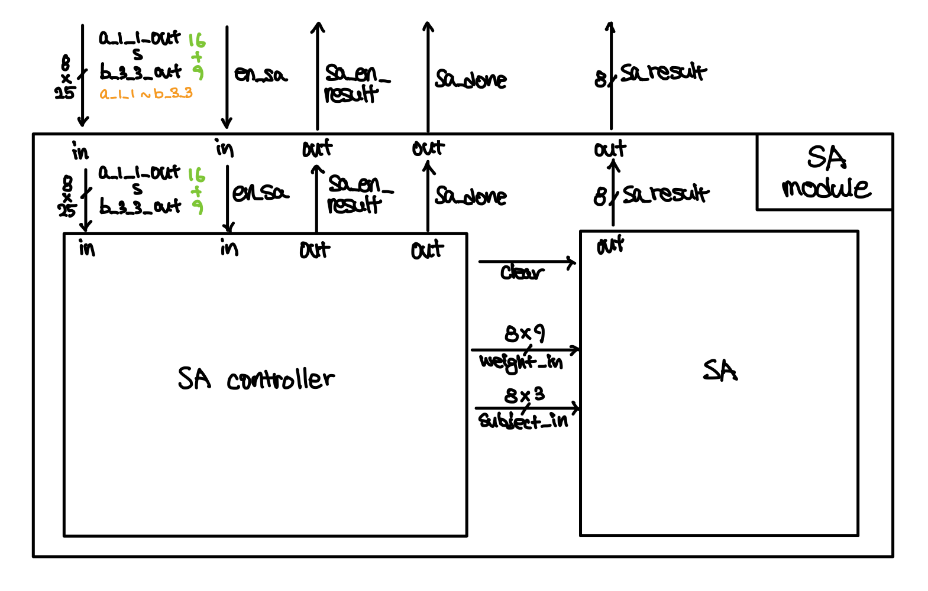 8
x
25
a_1_1_out 16
s +
b_3_3_out 9
a_1_1 ~ b_3_3
en_sa
sa_en_
result
sa_done
8 sa_result
in in out out out
SA
module
8
x
25
a_1_1_out 16
s +
b_3_3_out 9
en_sa
sa_en_
result
sa_done
8 sa_result
in in out out out
clear
8x9
weight_in
8x3
subject_in
SA controller
SA